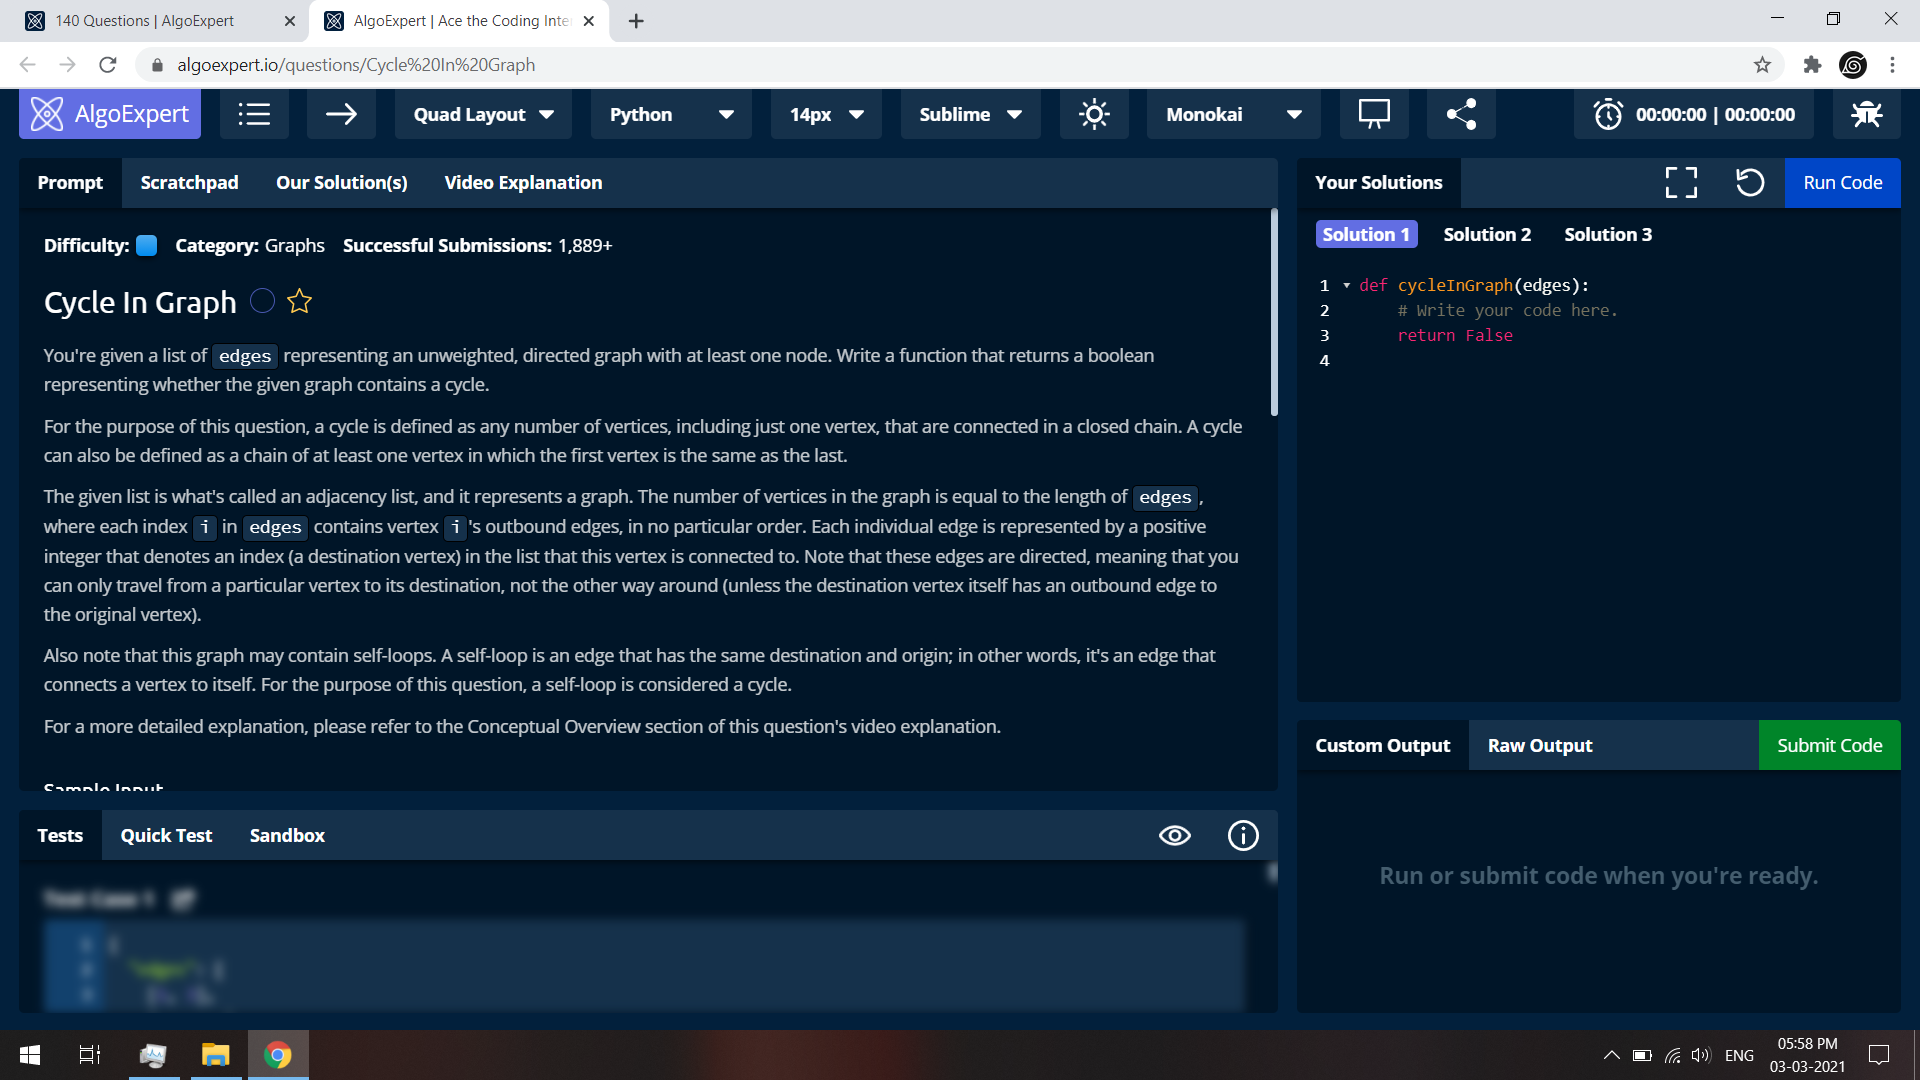 140 Questions | AlgoExpert
AlgoExpert | Ace the Coding Inte
algoexpert.io/questions/Cycle%20In%20Graph
AlgoExpert
Quad Layout
Python
14px
Sublime
Monokai
00:00:00 | 00:00:00
Prompt
Scratchpad
Our Solution(s)
Video Explanation
Difficulty:
Category: Graphs
Successful Submissions: 1,889+
Cycle In Graph
You're given a list of edges representing an unweighted, directed graph with at least one node. Write a function that returns a boolean
representing whether the given graph contains a cycle.
For the purpose of this question, a cycle is defined as any number of vertices, including just one vertex, that are connected in a closed chain. A cycle
can also be defined as a chain of at least one vertex in which the first vertex is the same as the last.
The given list is what's called an adjacency list, and it represents a graph. The number of vertices in the graph is equal to the length of edges ,
where each index i in edges contains vertex i 's outbound edges, in no particular order. Each individual edge is represented by a positive
integer that denotes an index (a destination vertex) in the list that this vertex is connected to. Note that these edges are directed, meaning that you
can only travel from a particular vertex to its destination, not the other way around (unless the destination vertex itself has an outbound edge to
the original vertex).
Also note that this graph may contain self-loops. A self-loop is an edge that has the same destination and origin; in other words, it's an edge that
connects a vertex to itself. For the purpose of this question, a self-loop is considered a cycle.
For a more detailed explanation, please refer to the Conceptual Overview section of this question's video explanation.
Sample Input
Tests
Quick Test
Sandbox
Test Case 1
Your Solutions
Run Code
Solution 1
Solution 2
Solution 3
1 def cycleInGraph(edges):
2 # Write your code here.
3 return False
4
Custom Output
Raw Output
Submit Code
Run or submit code when you're ready.
ENG
05:58 PM
03-03-2021